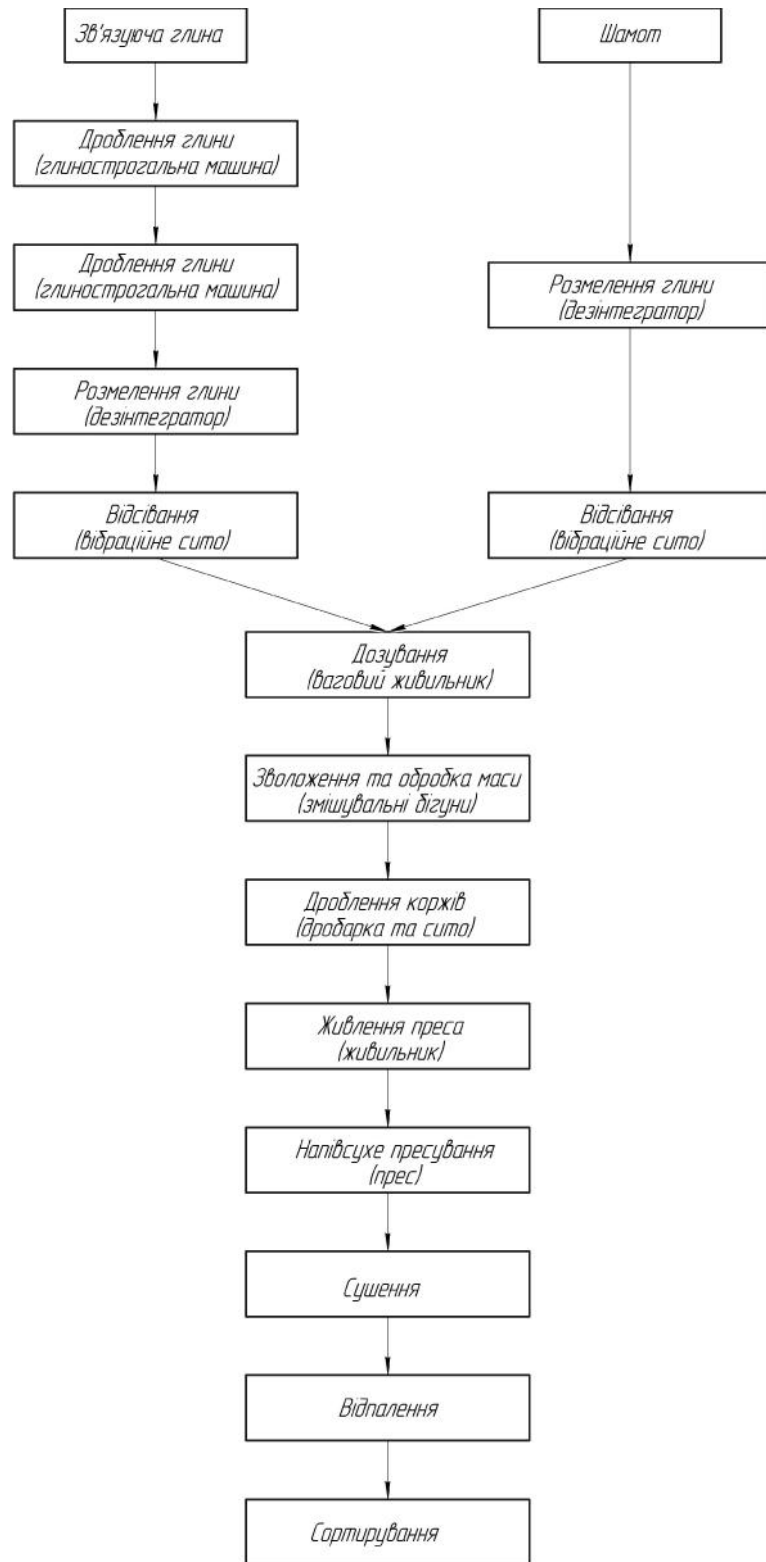 Зв'язуюча глина
Шамот
Дроблення глини
(глинострогальна машина)
Дроблення глини
(глинострогальна машина)
Розмелення глини
(дезінтегратор)
Розмелення глини
(дезінтегратор)
Відсівання
(вібраційне сито)
Відсівання
(вібраційне сито)
Дозування
(ваговий живильник)
Зволоження та обробка маси
(змішувальні бігуни)
Дроблення коржів
(дробарка та сито)
Живлення преса
(живильник)
Напівсухе пресування
(прес)
Сушення
Відпалення
Сортирування